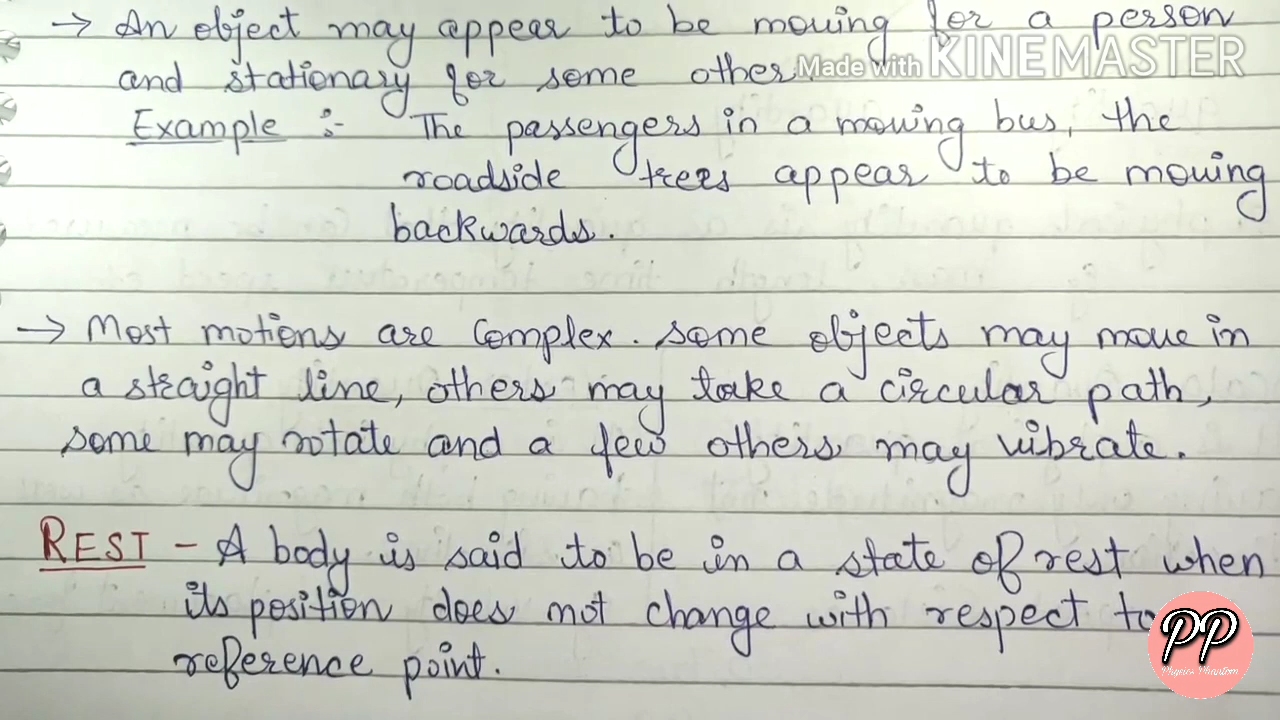 → An object may appear to be moving for a person
and stationary for some other
Made with KINEMASTER
Example :- The passengers in a moving bus, the
roadside trees appear to be moving
backwards.
→ Most motions are complex. some objects may move in
a straight line, others may take a circular path,
some may rotate and a few others may vibrate.
REST - A body is said to be in a state of rest when
its position does not change with respect to
reference point.
PP
Physics Phantom